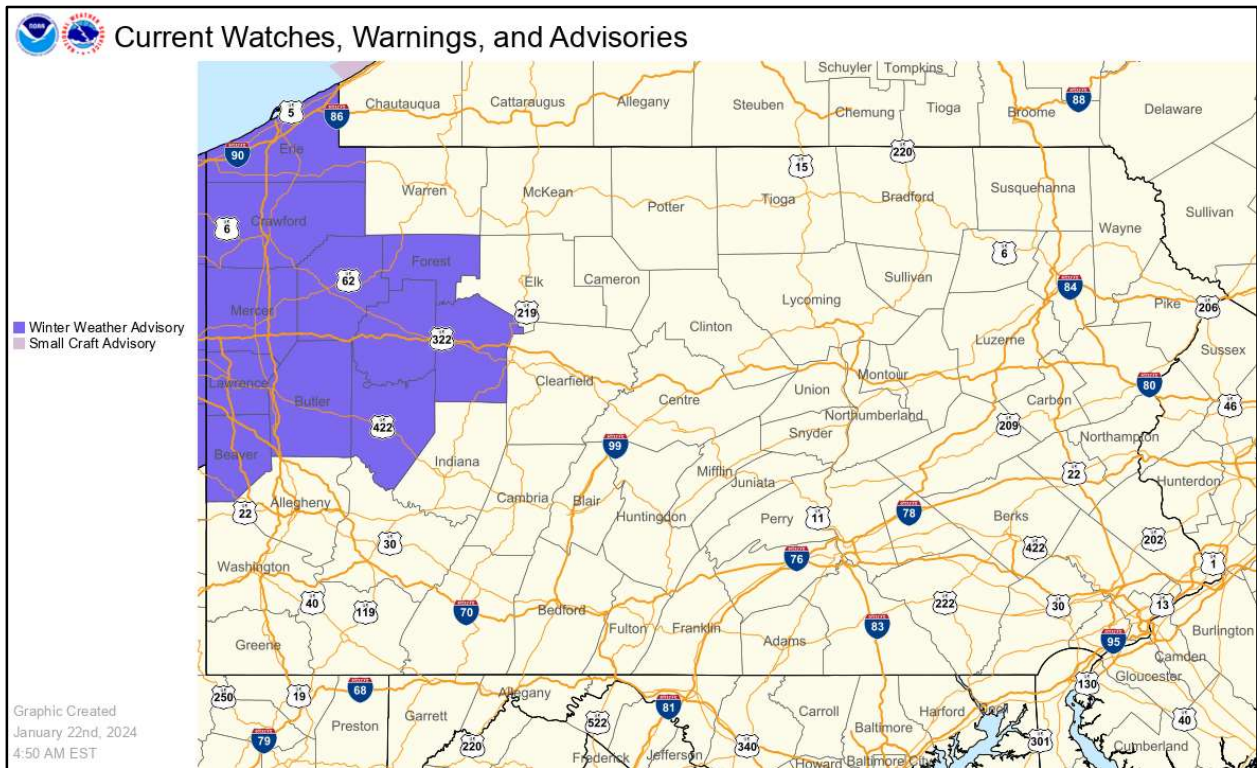 Current Watches, Warnings, and Advisories
Schuyler Tompkins
Chautauqua Cattaraugus Allegany Steuben Chemung Tioga Broome 88 Delaware
5 86
90 Erie
15 220
Warren McKean Potter Tioga Bradford Susquehanna
Wayne Sullivan
6 Crawford
6
Forest
62 Elk Cameron Sullivan
Lycoming 84 Pike 206
Mercer 219
Winter Weather Advisory
322 Clinton Luzerne Sussex
Small Craft Advisory
Lawrence Clearfield Montour
Butler Centre Union Carbon 80
46
422 Northumberland
Snyder 209 Northampton
99
Beaver Indiana Mifflin
Juniata 22 Hunterdon
Allegheny Cambria Blair
22 Huntingdon Perry 11 78 Berks
30 422 202
76 1
Washington
40 119 70 Bedford 222 30 13
Fulton Franklin Adams 83 Burlington
Greene 95 Camden
Gloucester
250 19 68 Allegany 130
Graphic Created
Preston Garrett 522 81 Carroll Harford Cecil 40
January 22nd, 2024
79 220 340 Baltimore 301 Cumberland
4:50 AM EST
Frederick Jefferson Howard Baltimore City